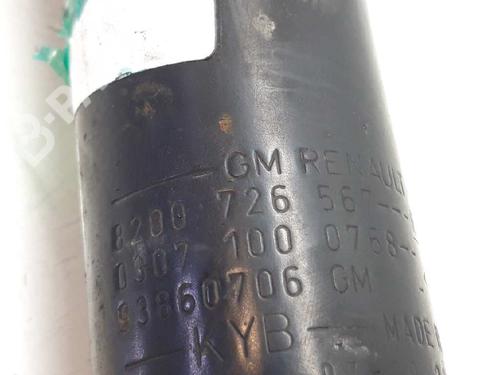 GM RENAULT
8200 726 567---
0307 100 0768-
93860706 GM
KYB MADE